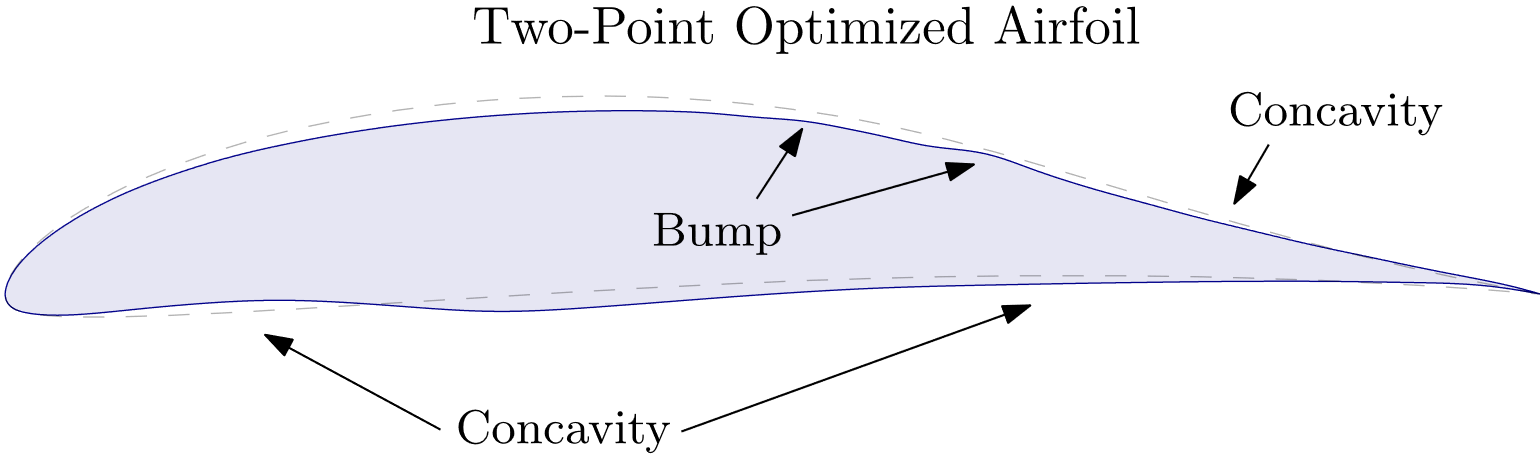 Two-Point Optimized Airfoil
Concavity
Bump
Concavity